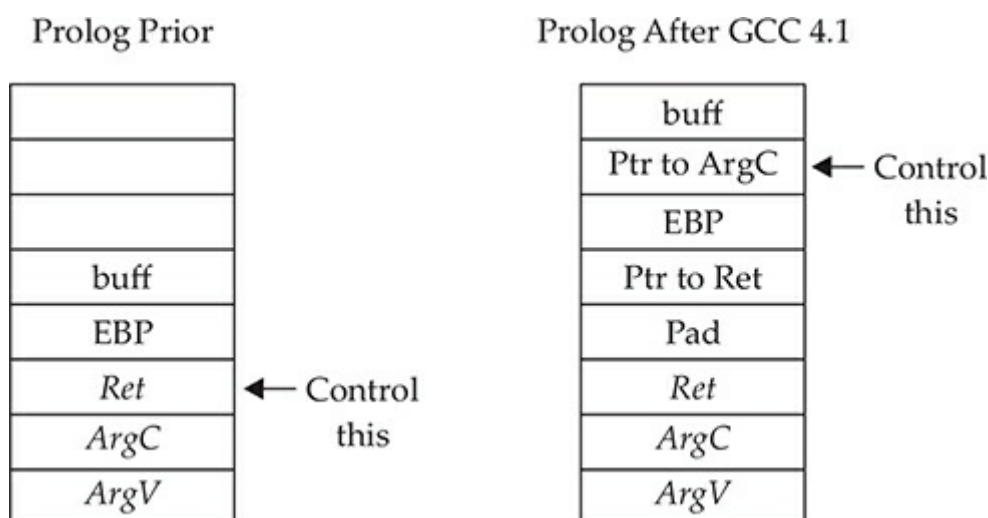 Prolog Prior
buff
EBP
Ret
Control
this
ArgC
ArgV
Prolog After GCC 4.1
buff
Ptr to ArgC
Control
this
EBP
Ptr to Ret
Pad
Ret
ArgC
ArgV